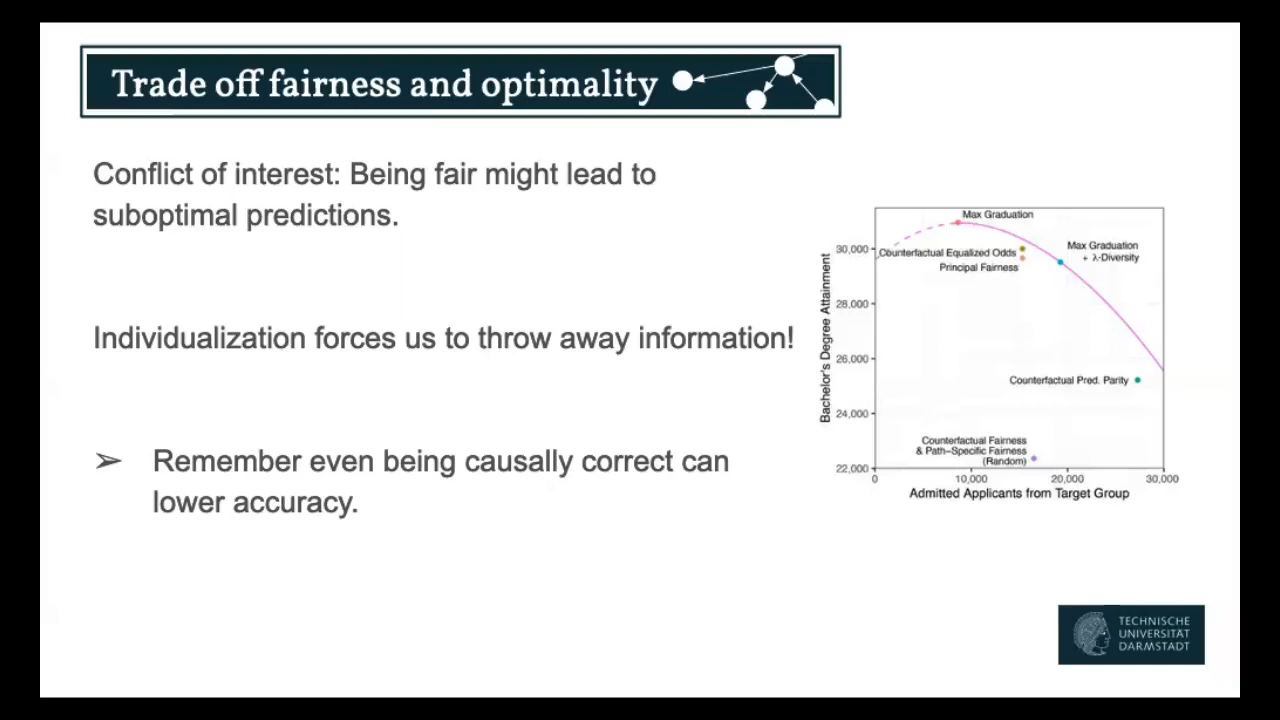 Trade off fairness and optimality
Conflict of interest: Being fair might lead to
suboptimal predictions.
Individualization forces us to throw away information!
➢ Remember even being causally correct can
lower accuracy.
Bachelor's Degree Attainment
30,000
28,000
26,000
24,000
22,000
Max Graduation
Counterfactual Equalized Odds
Principal Fairness
Max Graduation
+ λ-Diversity
Counterfactual Pred. Parity
Counterfactual Fairness
& Path-Specific Fairness
(Random)
0 10,000 20,000 30,000
Admitted Applicants from Target Group
TECHNISCHE
UNIVERSITÄT
DARMSTADT